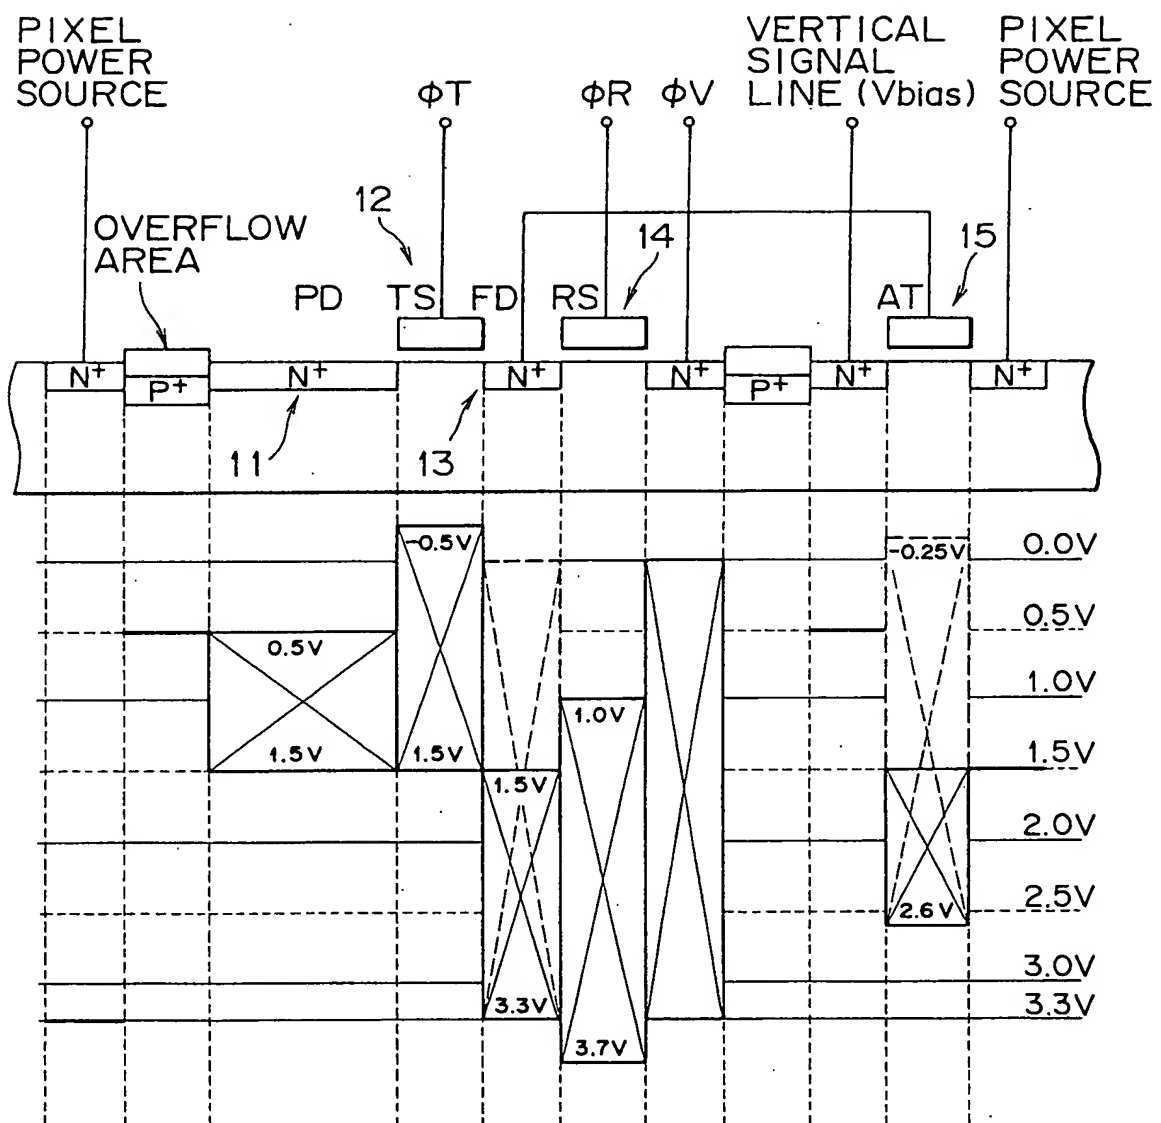 PIXEL
POWER
SOURCE
ΦT
ΦR
ΦV
VERTICAL
SIGNAL
LINE (Vbias)
PIXEL
POWER
SOURCE
OVERFLOW
AREA
12
14
15
PD
TS
FD
RS
AT
N+
P+
N+
N+
N+
P+
N+
N+
11
13
-0.5V
-0.25V
0.0V
0.5V
0.5V
1.0V
1.0V
1.5V
1.5V
1.5V
1.5V
2.0V
2.6V
2.5V
3.0V
3.3V
3.3V
3.7V